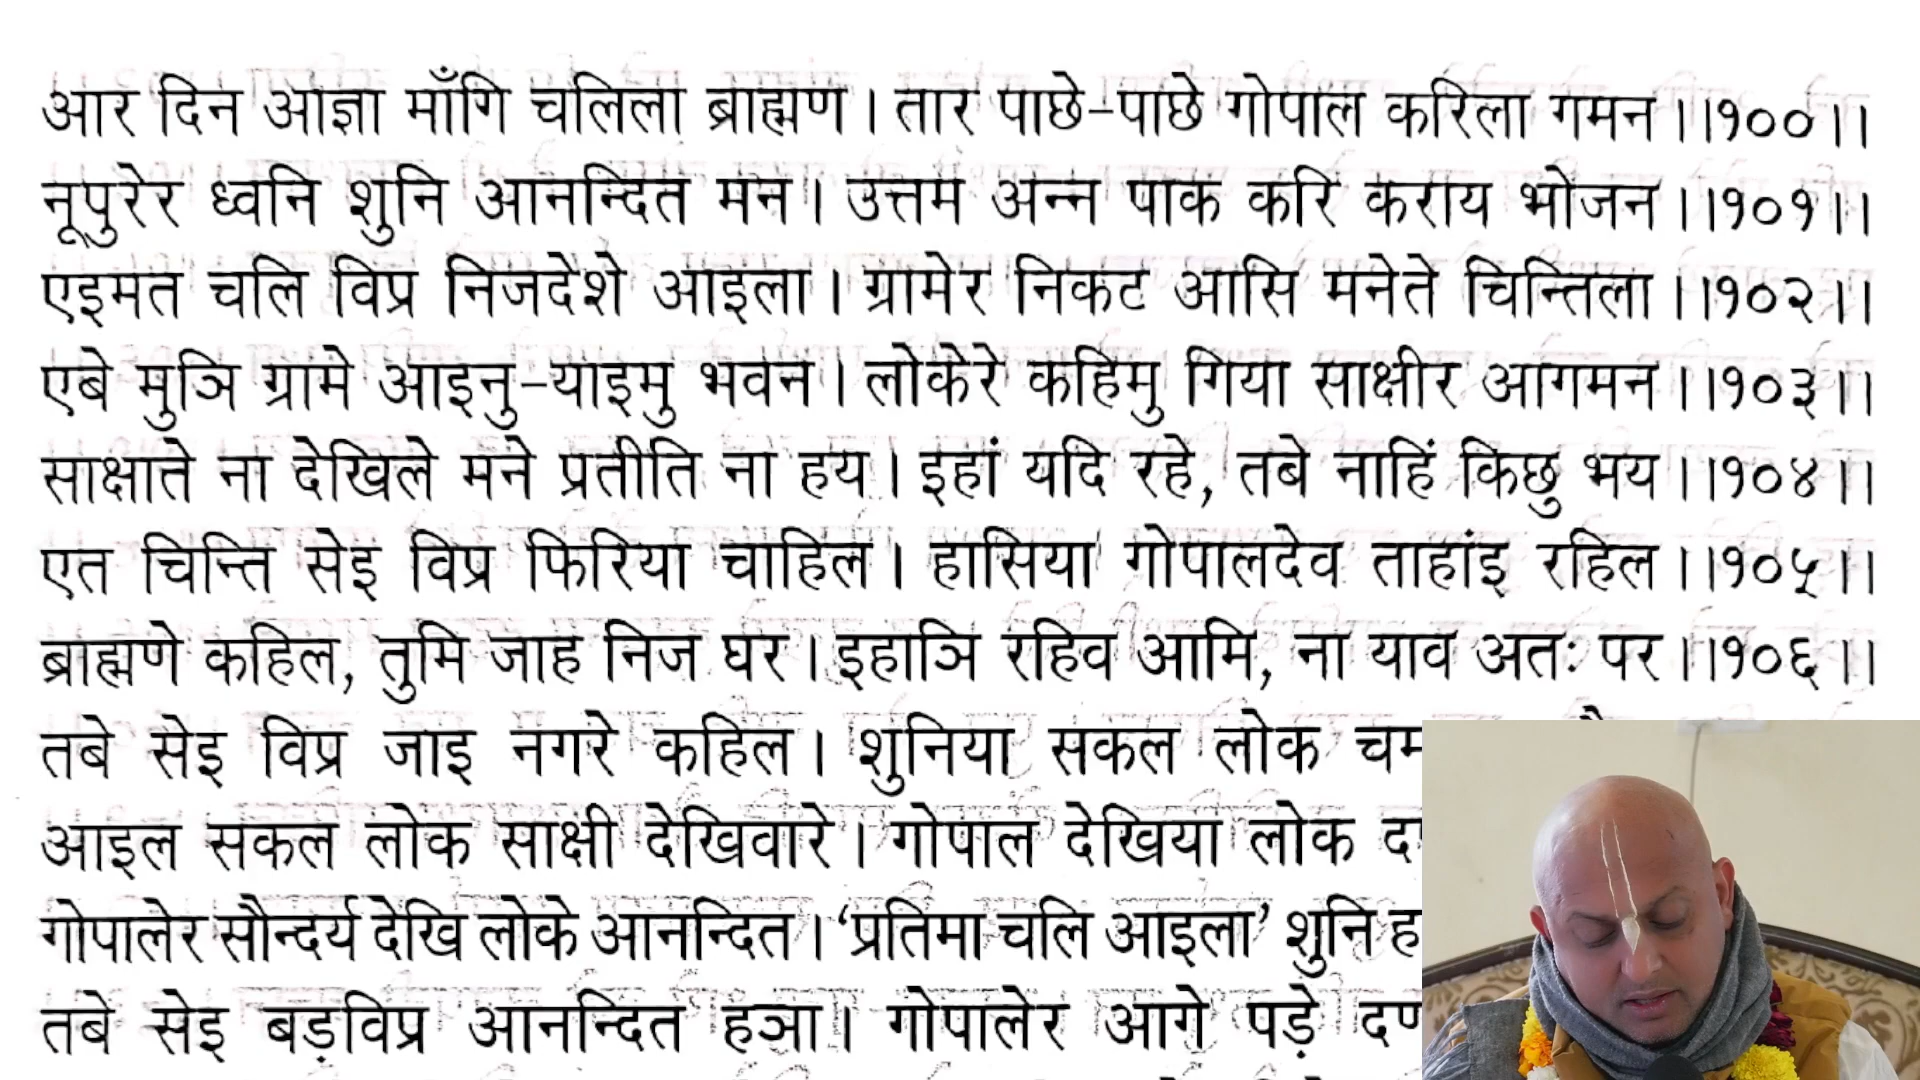 आर दिन आज्ञा माँगि चलिला ब्राह्मण। तार पाछे-पाछे गोपाल करिला गमन।।१००।।
नूपुरेर ध्वनि शुनि आनन्दित मन। उत्तम अन्न पाक करि कराय भोजन।।१०१।।
एइमत चलि विप्र निजदेशे आइला। ग्रामेर निकट आसि मनेते चिन्तिला।।१०२।।
एबे मुञि ग्रामे आइनु-याइमु भवन। लोकेरे कहिमु गिया साक्षीर आगमन।।१०३।।
साक्षाते ना देखिले मने प्रतीति ना हय। इहां यदि रहे, तबे नाहिं किछु भय।।१०४।।
एत चिन्ति सेइ विप्र फिरिया चाहिल। हासिया गोपालदेव ताहांइ रहिल।।१०५।।
ब्राह्मणे कहिल, तुमि जाह निज घर। इहाञि रहिव आमि, ना याव अतः पर।।१०६।।
तबे सेइ विप्र जाइ नगरे कहिल। शुनिया सकल लोक
आइल सकल लोक साक्षी देखिवारे। गोपाल देखिया लोक
गोपालेर सौन्दर्य देखि लोके आनन्दित। ‘प्रतिमा चलि आइला’ शुनि
तबे सेइ बड़विप्र आनन्दित हञा। गोपालेर आगे पड़े